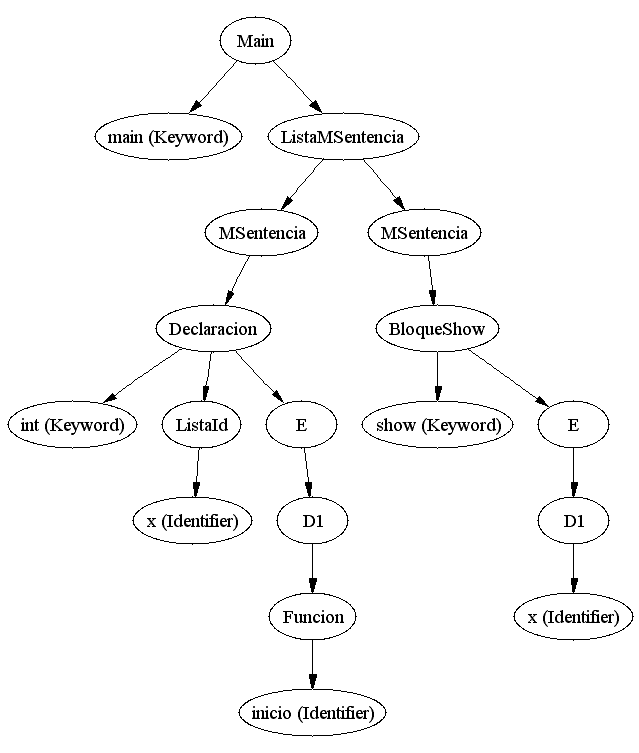 Main
main (Keyword)
ListaMSentencia
MSentencia
MSentencia
Declaracion
BloqueShow
int (Keyword)
ListaId
E
show (Keyword)
E
x (Identifier)
D1
D1
Funcion
x (Identifier)
inicio (Identifier)